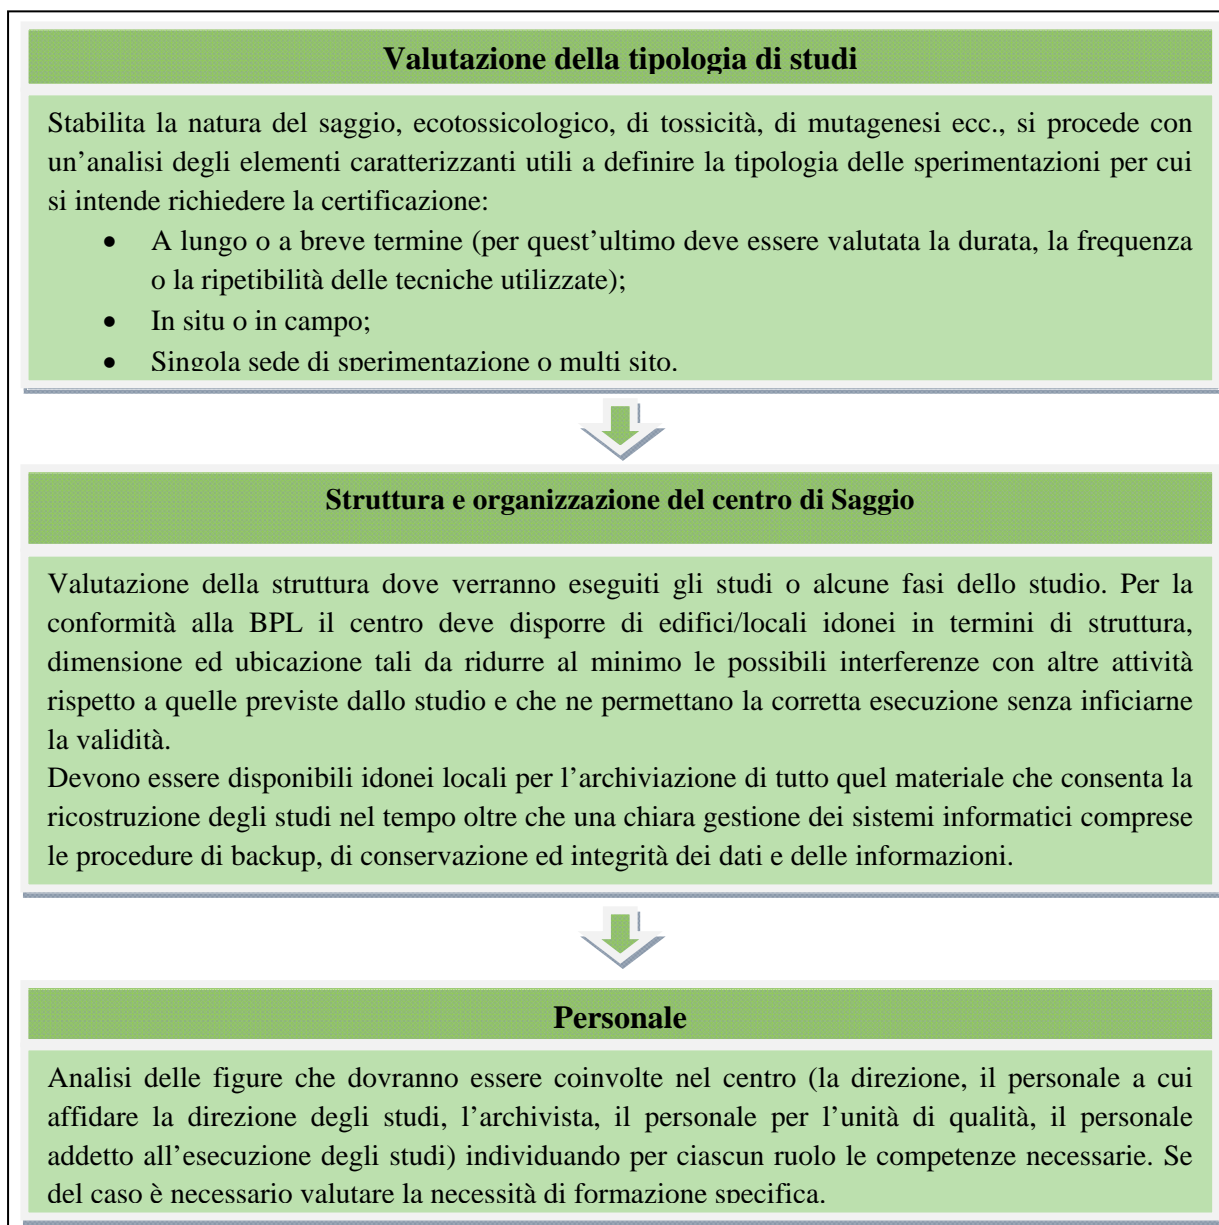 Valutazione della tipologia di studi
Stabilita la natura del saggio, ecotossicologico, di tossicità, di mutagenesi ecc., si procede con
un’analisi degli elementi caratterizzanti utili a definire la tipologia delle sperimentazioni per cui
si intende richiedere la certificazione:
• A lungo o a breve termine (per quest’ultimo deve essere valutata la durata, la frequenza
o la ripetibilità delle tecniche utilizzate);
• In situ o in campo;
• Singola sede di sperimentazione o multi sito.
Struttura e organizzazione del centro di Saggio
Valutazione della struttura dove verranno eseguiti gli studi o alcune fasi dello studio. Per la
conformità alla BPL il centro deve disporre di edifici/locali idonei in termini di struttura,
dimensione ed ubicazione tali da ridurre al minimo le possibili interferenze con altre attività
rispetto a quelle previste dallo studio e che ne permettano la corretta esecuzione senza inficiarne
la validità.
Devono essere disponibili idonei locali per l’archiviazione di tutto quel materiale che consenta la
ricostruzione degli studi nel tempo oltre che una chiara gestione dei sistemi informatici comprese
le procedure di backup, di conservazione ed integrità dei dati e delle informazioni.
Personale
Analisi delle figure che dovranno essere coinvolte nel centro (la direzione, il personale a cui
affidare la direzione degli studi, l’archivista, il personale per l’unità di qualità, il personale
addetto all’esecuzione degli studi) individuando per ciascun ruolo le competenze necessarie. Se
del caso è necessario valutare la necessità di formazione specifica.